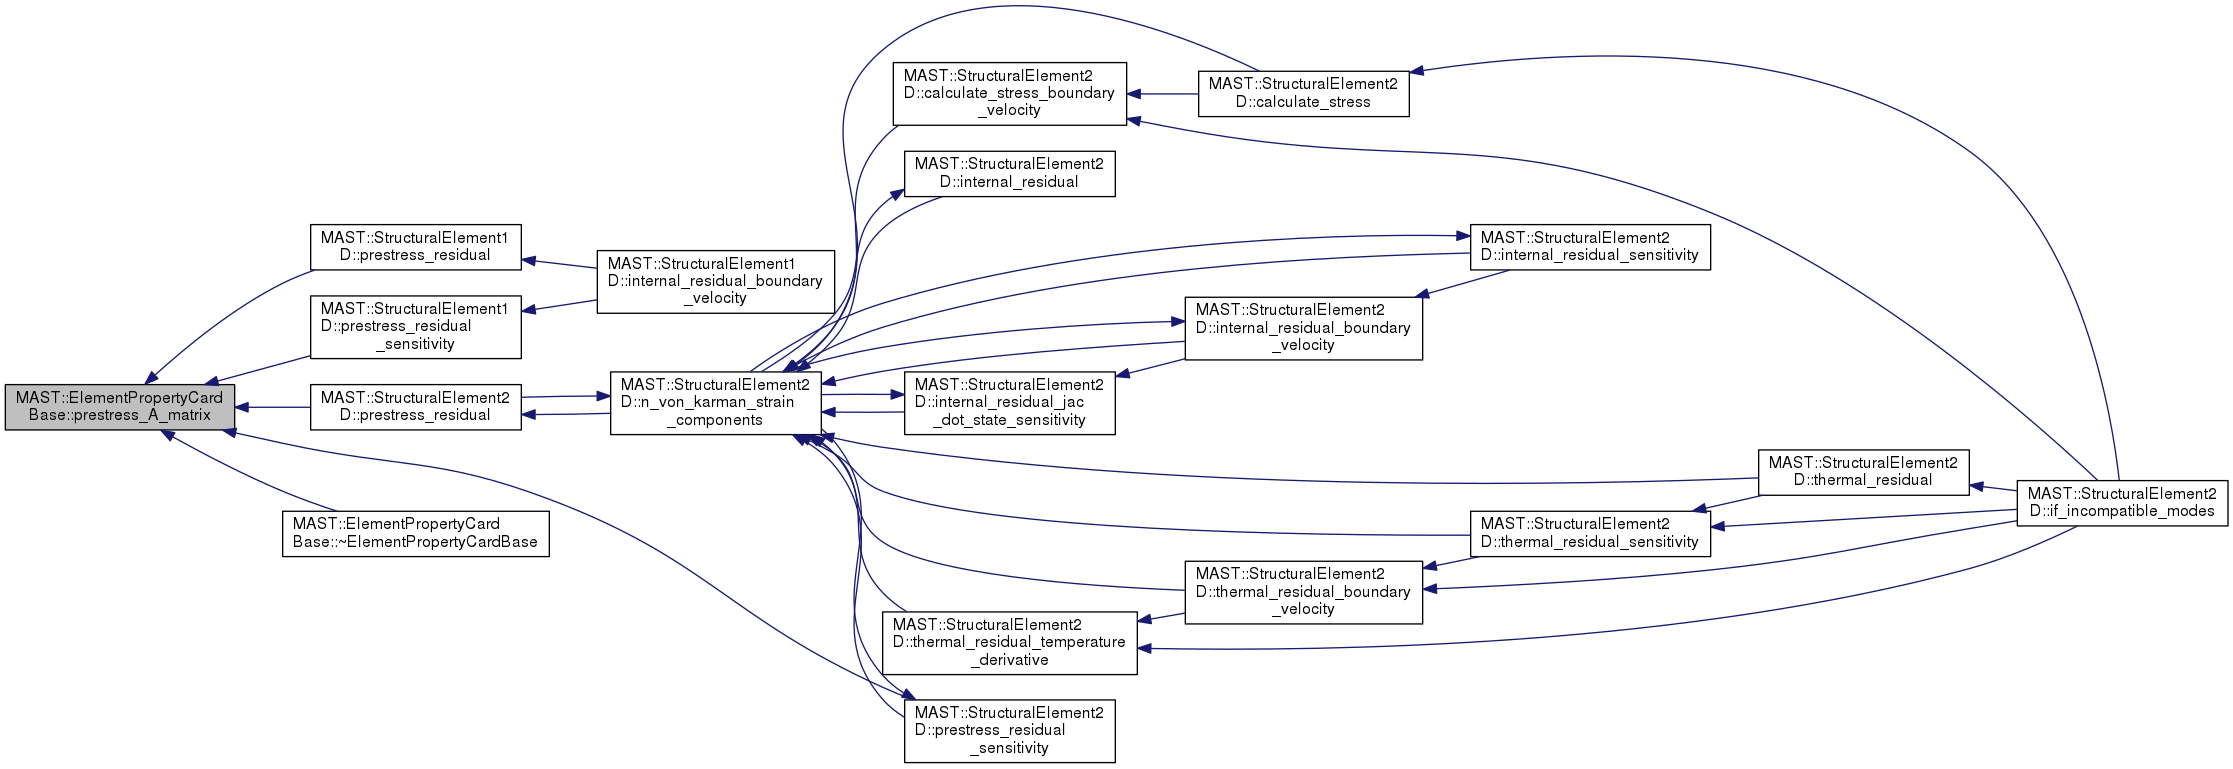 MAST::ElementPropertyCard
Base::prestress_A_matrix
MAST::StructuralElement1
D::prestress_residual
MAST::StructuralElement1
D::prestress_residual
_sensitivity
MAST::StructuralElement2
D::prestress_residual
MAST::ElementPropertyCard
Base::~ElementPropertyCardBase
MAST::StructuralElement1
D::internal_residual_boundary
_velocity
MAST::StructuralElement2
D::n_von_karman_strain
_components
MAST::StructuralElement2
D::calculate_stress_boundary
_velocity
MAST::StructuralElement2
D::internal_residual
MAST::StructuralElement2
D::internal_residual_jac
_dot_state_sensitivity
MAST::StructuralElement2
D::thermal_residual_temperature
_derivative
MAST::StructuralElement2
D::prestress_residual
_sensitivity
MAST::StructuralElement2
D::calculate_stress
MAST::StructuralElement2
D::internal_residual_boundary
_velocity
MAST::StructuralElement2
D::thermal_residual_boundary
_velocity
MAST::StructuralElement2
D::internal_residual_sensitivity
MAST::StructuralElement2
D::thermal_residual_sensitivity
MAST::StructuralElement2
D::thermal_residual
MAST::StructuralElement2
D::if_incompatible_modes